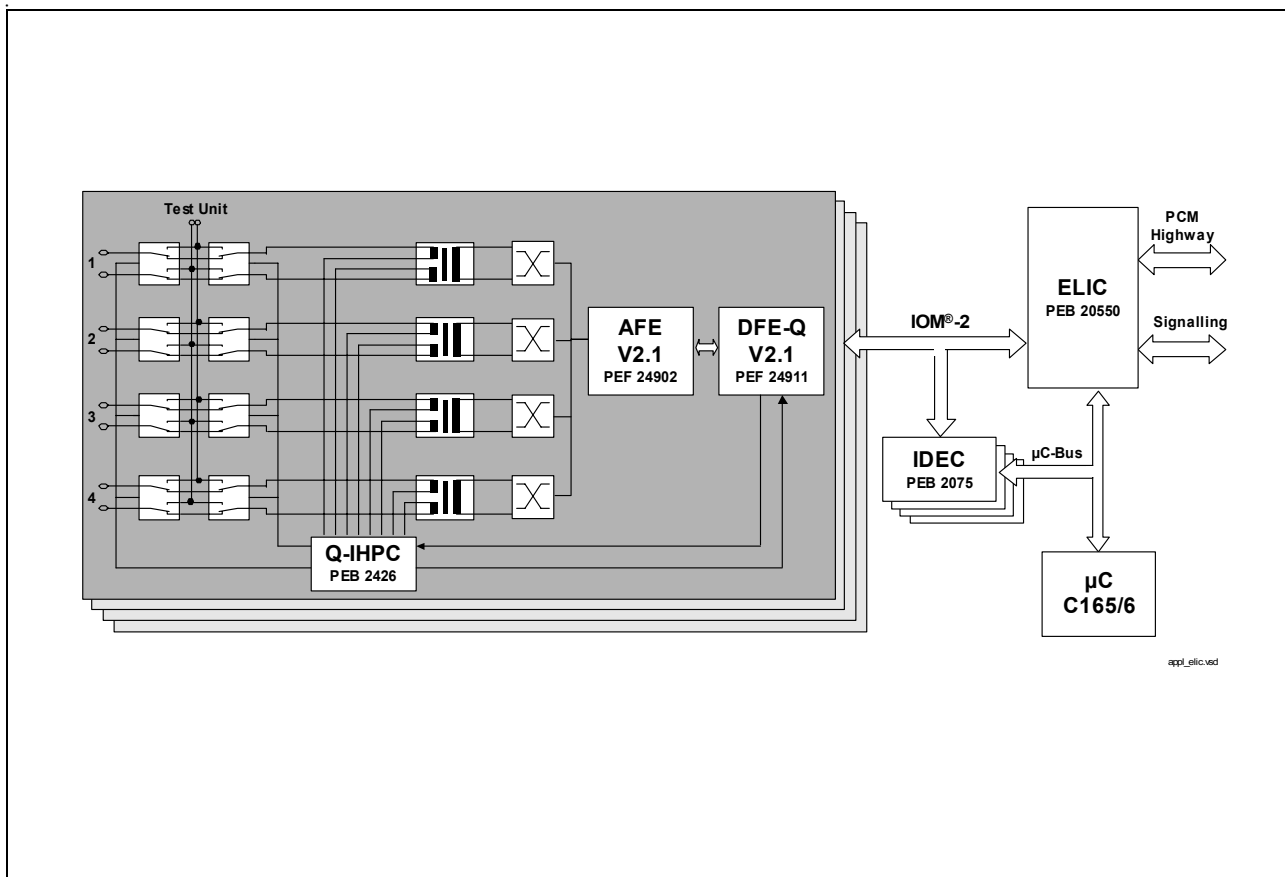 Test Unit
1
2
3
4
Q-IHPC
PEB 2426
AFE
V2.1
PEF 24902
DFE-Q
V2.1
PEF 24911
IOM®-2
ELIC
PEB 20550
PCM
Highway
Signalling
IDEC
PEB 2075
µC-Bus
µC
C165/6
appl_elic.vsd